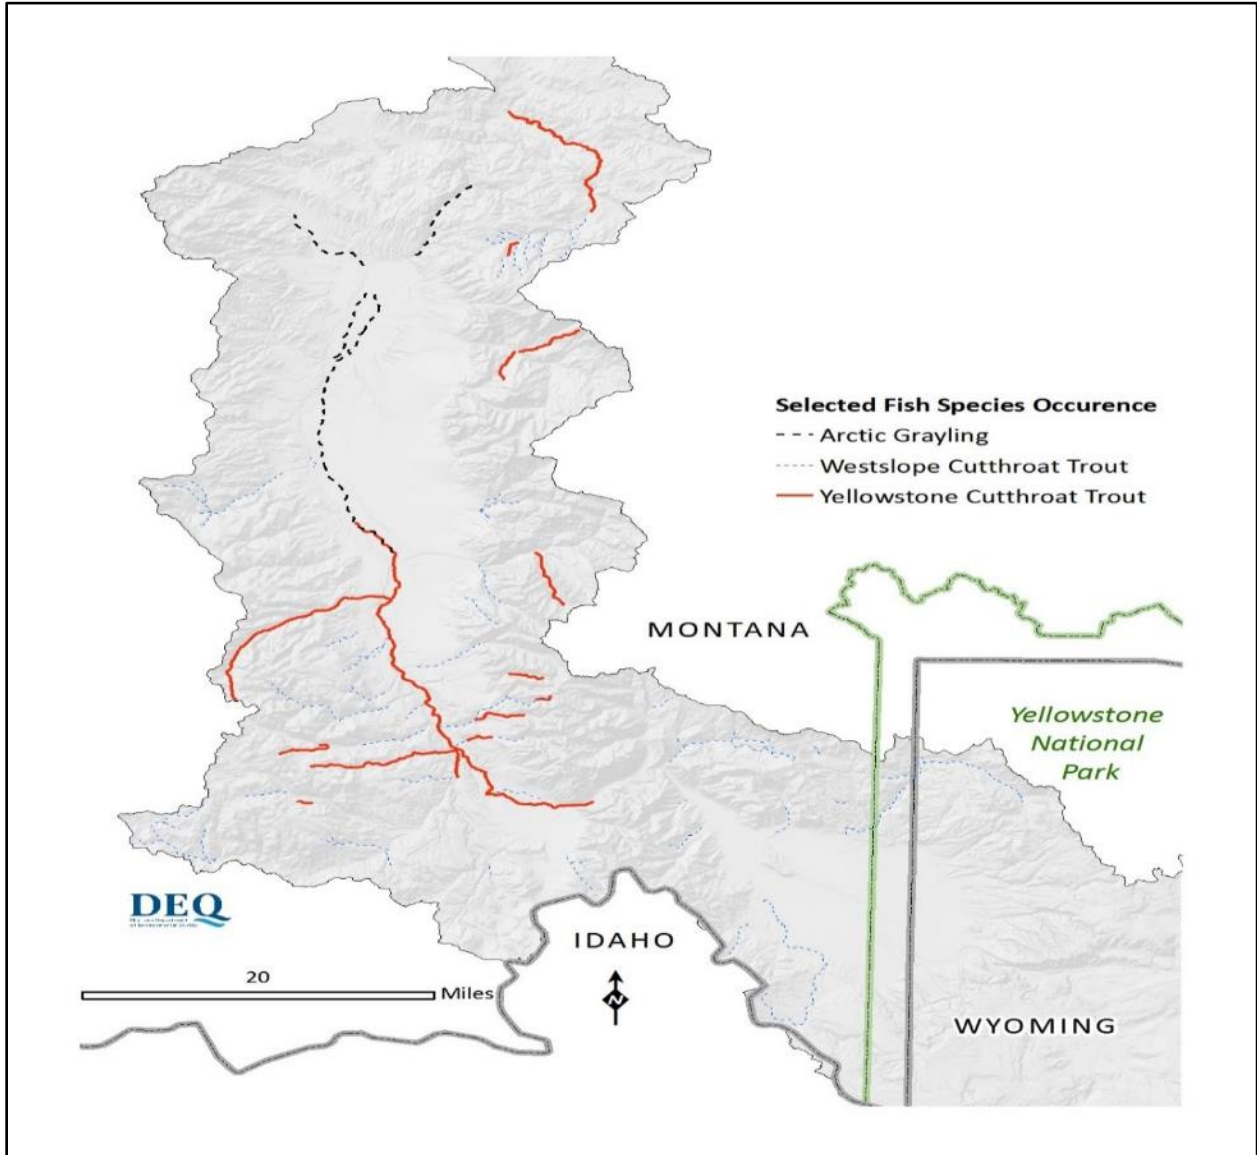 Selected Fish Species Occurence
Arctic Grayling
Westslope Cutthroat Trout
Yellowstone Cutthroat Trout
MONTANA
Yellowstone
National
Park
DEQ
IDAHO
20
Miles
N
WYOMING